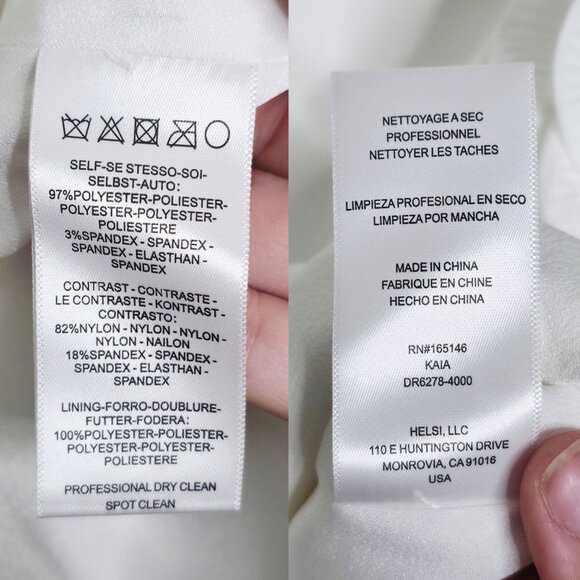 SELF-SE STESSO-SOI-
SELBST-AUTO:
97%POLYESTER-POLIESTER-
POLYESTER-POLYESTER-
POLIESTERE
3%SPANDEX - SPANDEX -
SPANDEX - ELASTHAN -
SPANDEX
CONTRAST - CONTRASTE -
LE CONTRASTE - KONTRAST -
CONTRASTO:
82%NYLON - NYLON - NYLON -
NYLON - NAILON
18%SPANDEX - SPANDEX -
SPANDEX - ELASTHAN -
SPANDEX
LINING-FORRO-DOUBLURE-
FUTTER-FODERA:
100%POLYESTER-POLIESTER-
POLYESTER-POLYESTER-
POLIESTERE
PROFESSIONAL DRY CLEAN
SPOT CLEAN
NETTOYAGE A SEC
PROFESSIONNEL
NETTOYER LES TACHES
LIMPIEZA PROFESIONAL EN SECO
LIMPIEZA POR MANCHA
MADE IN CHINA
FABRIQUE EN CHINE
HECHO EN CHINA
RN#165146
KAIA
DR6278-4000
HELSI, LLC
110 E HUNTINGTON DRIVE
MONROVIA, CA 91016
USA